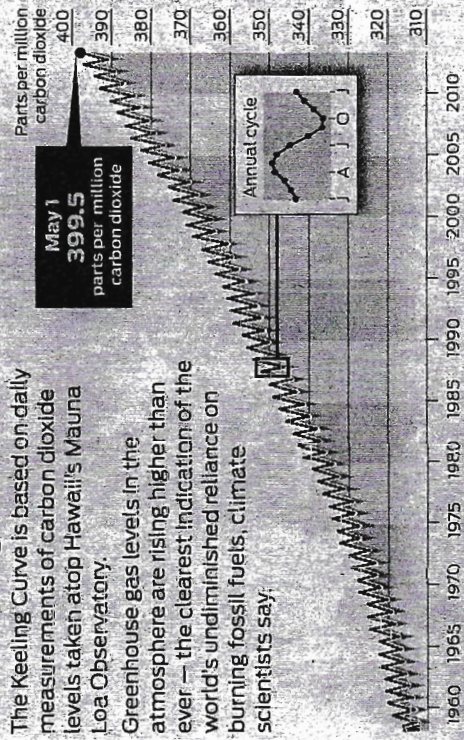 The Keeling Curve is based on daily
measurements of carbon dioxide
levels taken atop Hawaii's Mauna
Loa Observatory.
Greenhouse gas levels in the
atmosphere are rising higher than
ever — the clearest indication of the
world's undiminished reliance on
burning fossil fuels, climate
scientists say.
May 1
399.5
parts per million
carbon dioxide
Parts per million
carbon dioxide
400
390
380
370
360
350
340
330
320
310
Annual cycle
J A J O J
1960 1965 1970 1975 1980 1985 1990 1995 2000 2005 2010